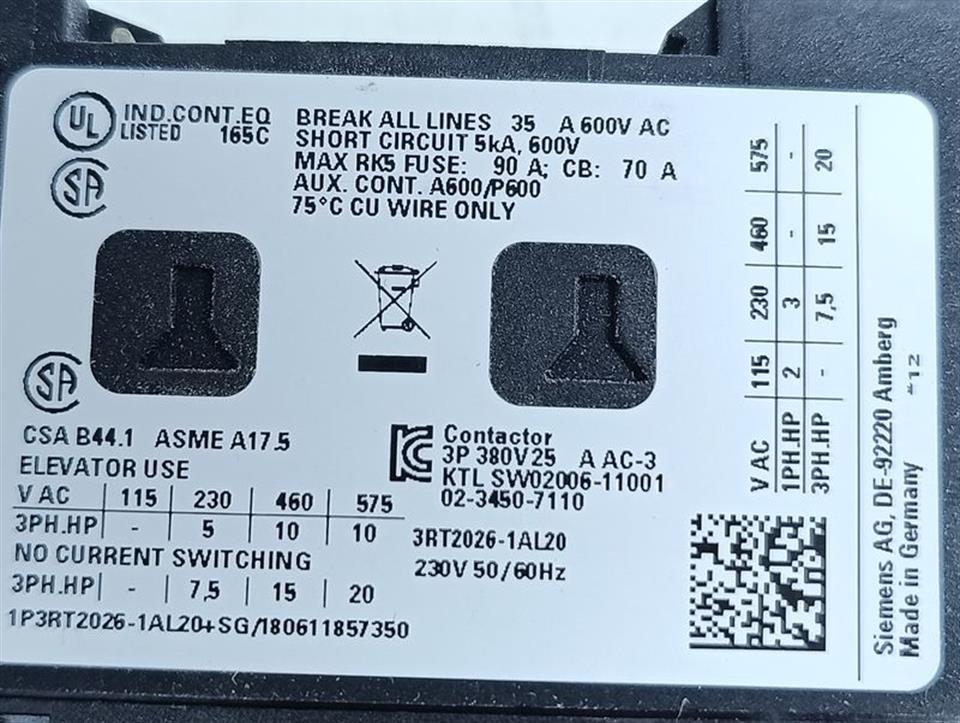 UL IND.CONT.EQ
LISTED 165C
BREAK ALL LINES 35 A 600V AC
SHORT CIRCUIT 5kA, 600V
MAX RK5 FUSE: 90 A; CB: 70 A
AUX. CONT. A600/P600
75°C CU WIRE ONLY
SA
SA
CSA B44.1 ASME A17.5
ELEVATOR USE
V AC | 115 | 230 | 460 | 575
3PH.HP | - | 5 | 10 | 10
NO CURRENT SWITCHING
3PH.HP | - | 7,5 | 15 | 20
1P3RT2026-1AL20+SG/180611857350
Contactor
3P 380V25 A AC-3
KTL SW02006-11001
02-3450-7110
3RT2026-1AL20
230V 50/60Hz
V AC | 115 | 230 | 460 | 575
1PH.HP | 2 | 3 | - | -
3PH.HP | - | 7,5 | 15 | 20
Siemens AG, DE-92220 Amberg
Made in Germany *12